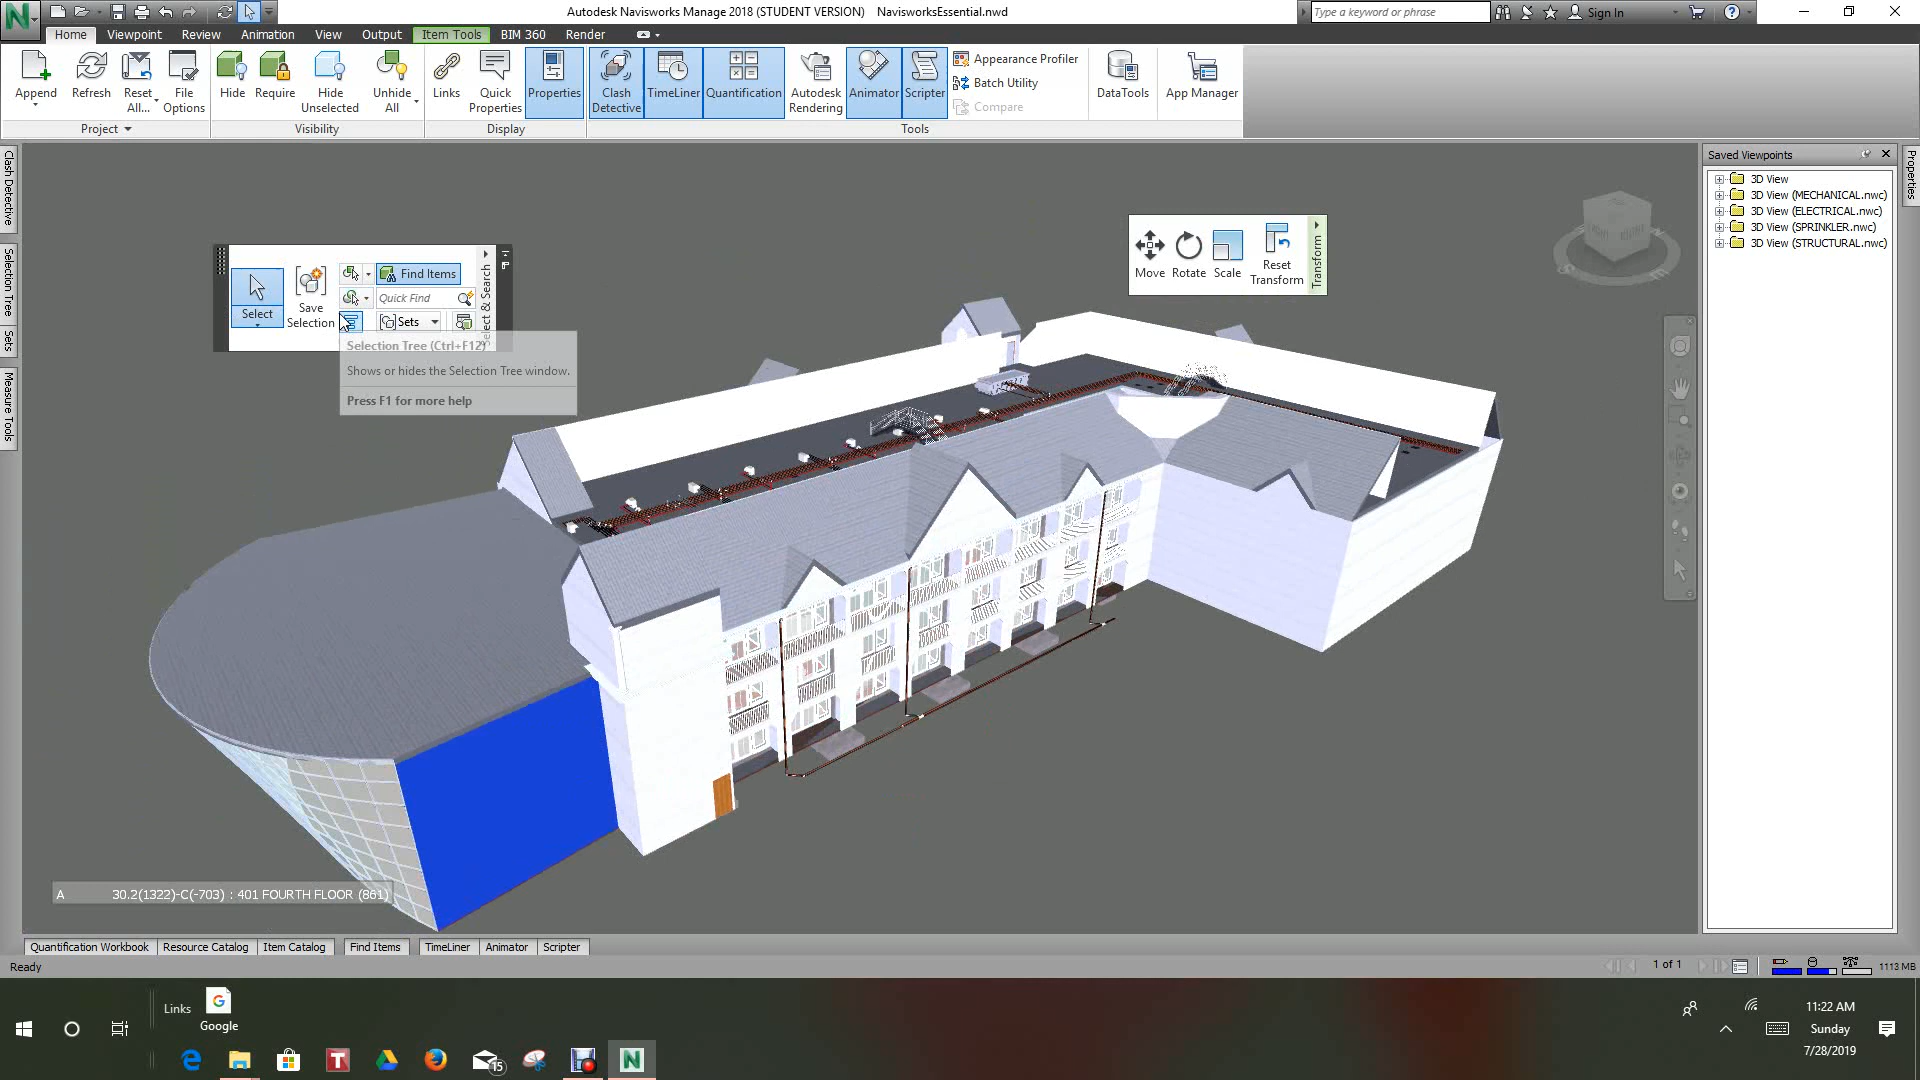 Autodesk Navisworks Manage 2018 (STUDENT VERSION) NavisworksEssential.nwd
Type a keyword or phrase
Sign In
Home Viewpoint Review Animation View Output Item Tools BIM 360 Render
Append
Refresh
Reset All...
File Options
Project
Hide
Require
Hide Unselected
Unhide All
Visibility
Links
Quick Properties
Properties
Display
Clash Detective
TimeLiner
Quantification
Autodesk Rendering
Animator
Scripter
Appearance Profiler
Batch Utility
Compare
DataTools
App Manager
Tools
Clash Detective
Selection Tree
Sets
Measure Tools
Select
Save Selection
Find Items
Quick Find
Sets
Select & Search
Selection Tree (Ctrl+F12)
Shows or hides the Selection Tree window.
Press F1 for more help
Move
Rotate
Scale
Reset Transform
Transform
Saved Viewpoints
3D View
3D View (MECHANICAL.nwc)
3D View (ELECTRICAL.nwc)
3D View (SPRINKLER.nwc)
3D View (STRUCTURAL.nwc)
Properties
A 30.2(1322)-C(-703) : 401 FOURTH FLOOR (861)
Quantification Workbook Resource Catalog Item Catalog Find Items TimeLiner Animator Scripter
Ready
1 of 1
1113 MB
Links
Google
15
11:22 AM
Sunday
7/28/2019